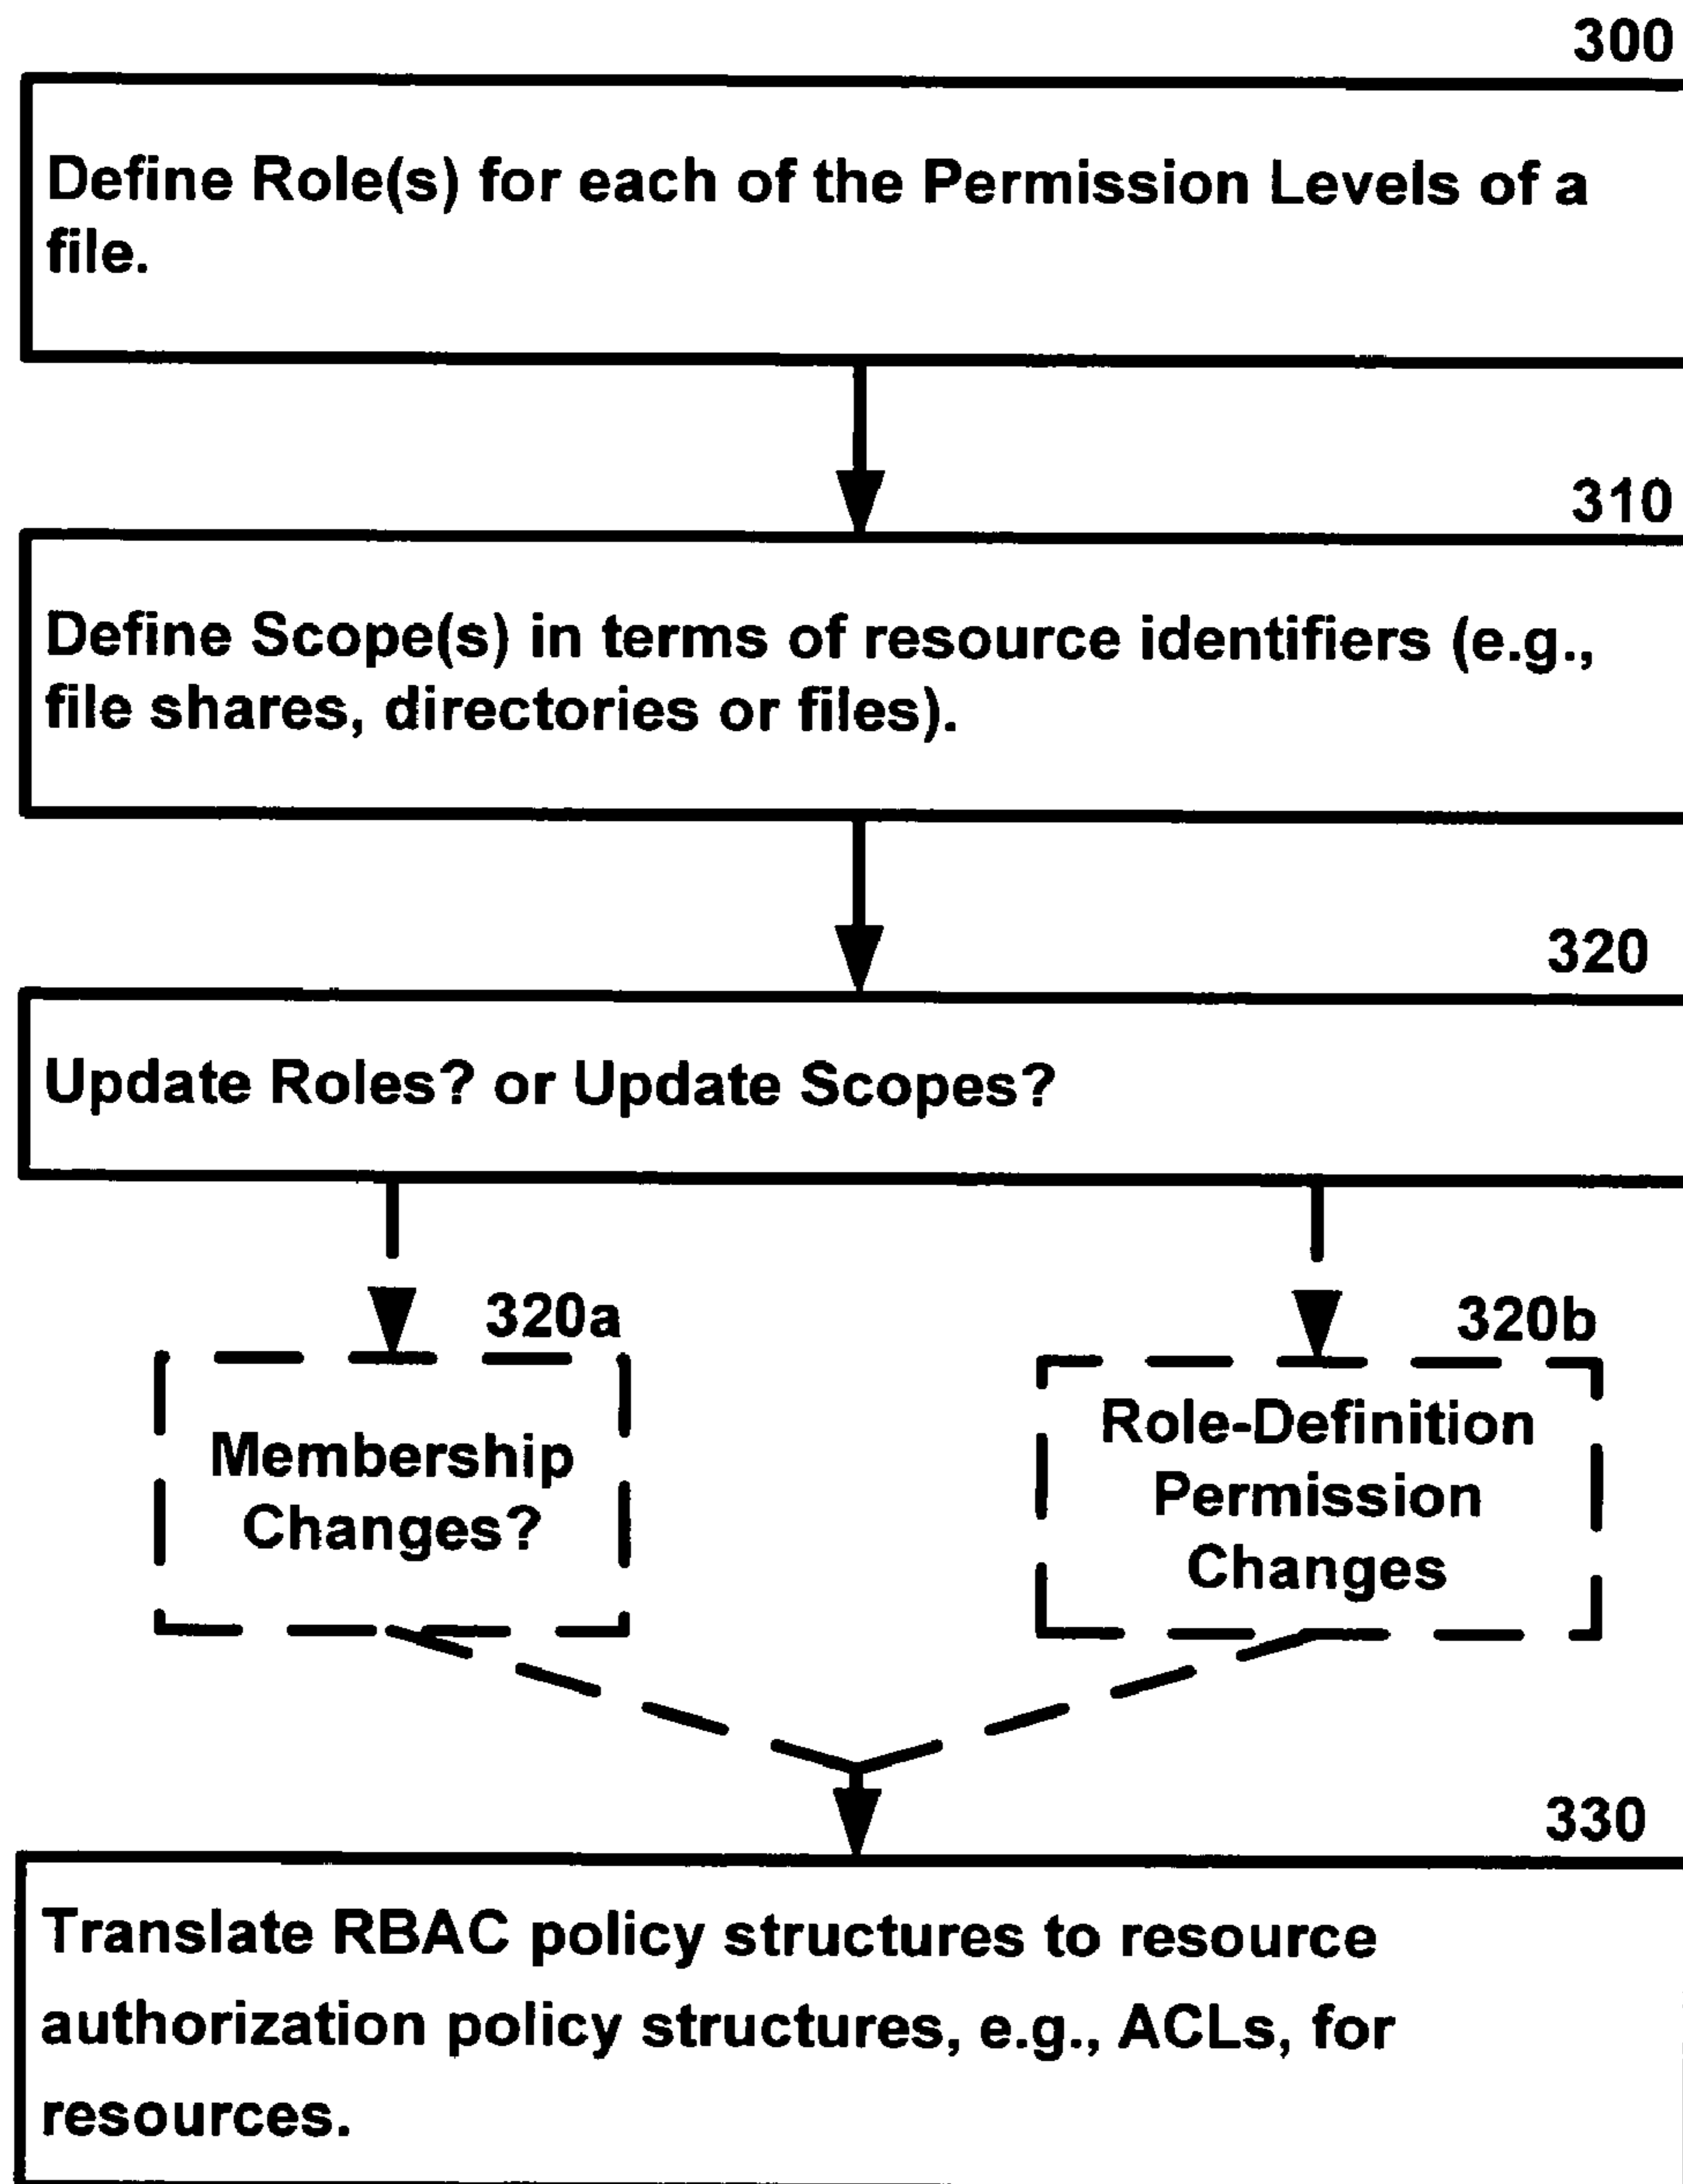 300
Define Role(s) for each of the Permission Levels of a
file.
310
Define Scope(s) in terms of resource identifiers (e.g.,
file shares, directories or files).
320
Update Roles? or Update Scopes?
320a
Membership
Changes?
320b
Role-Definition
Permission
Changes
330
Translate RBAC policy structures to resource
authorization policy structures, e.g., ACLs, for
resources.